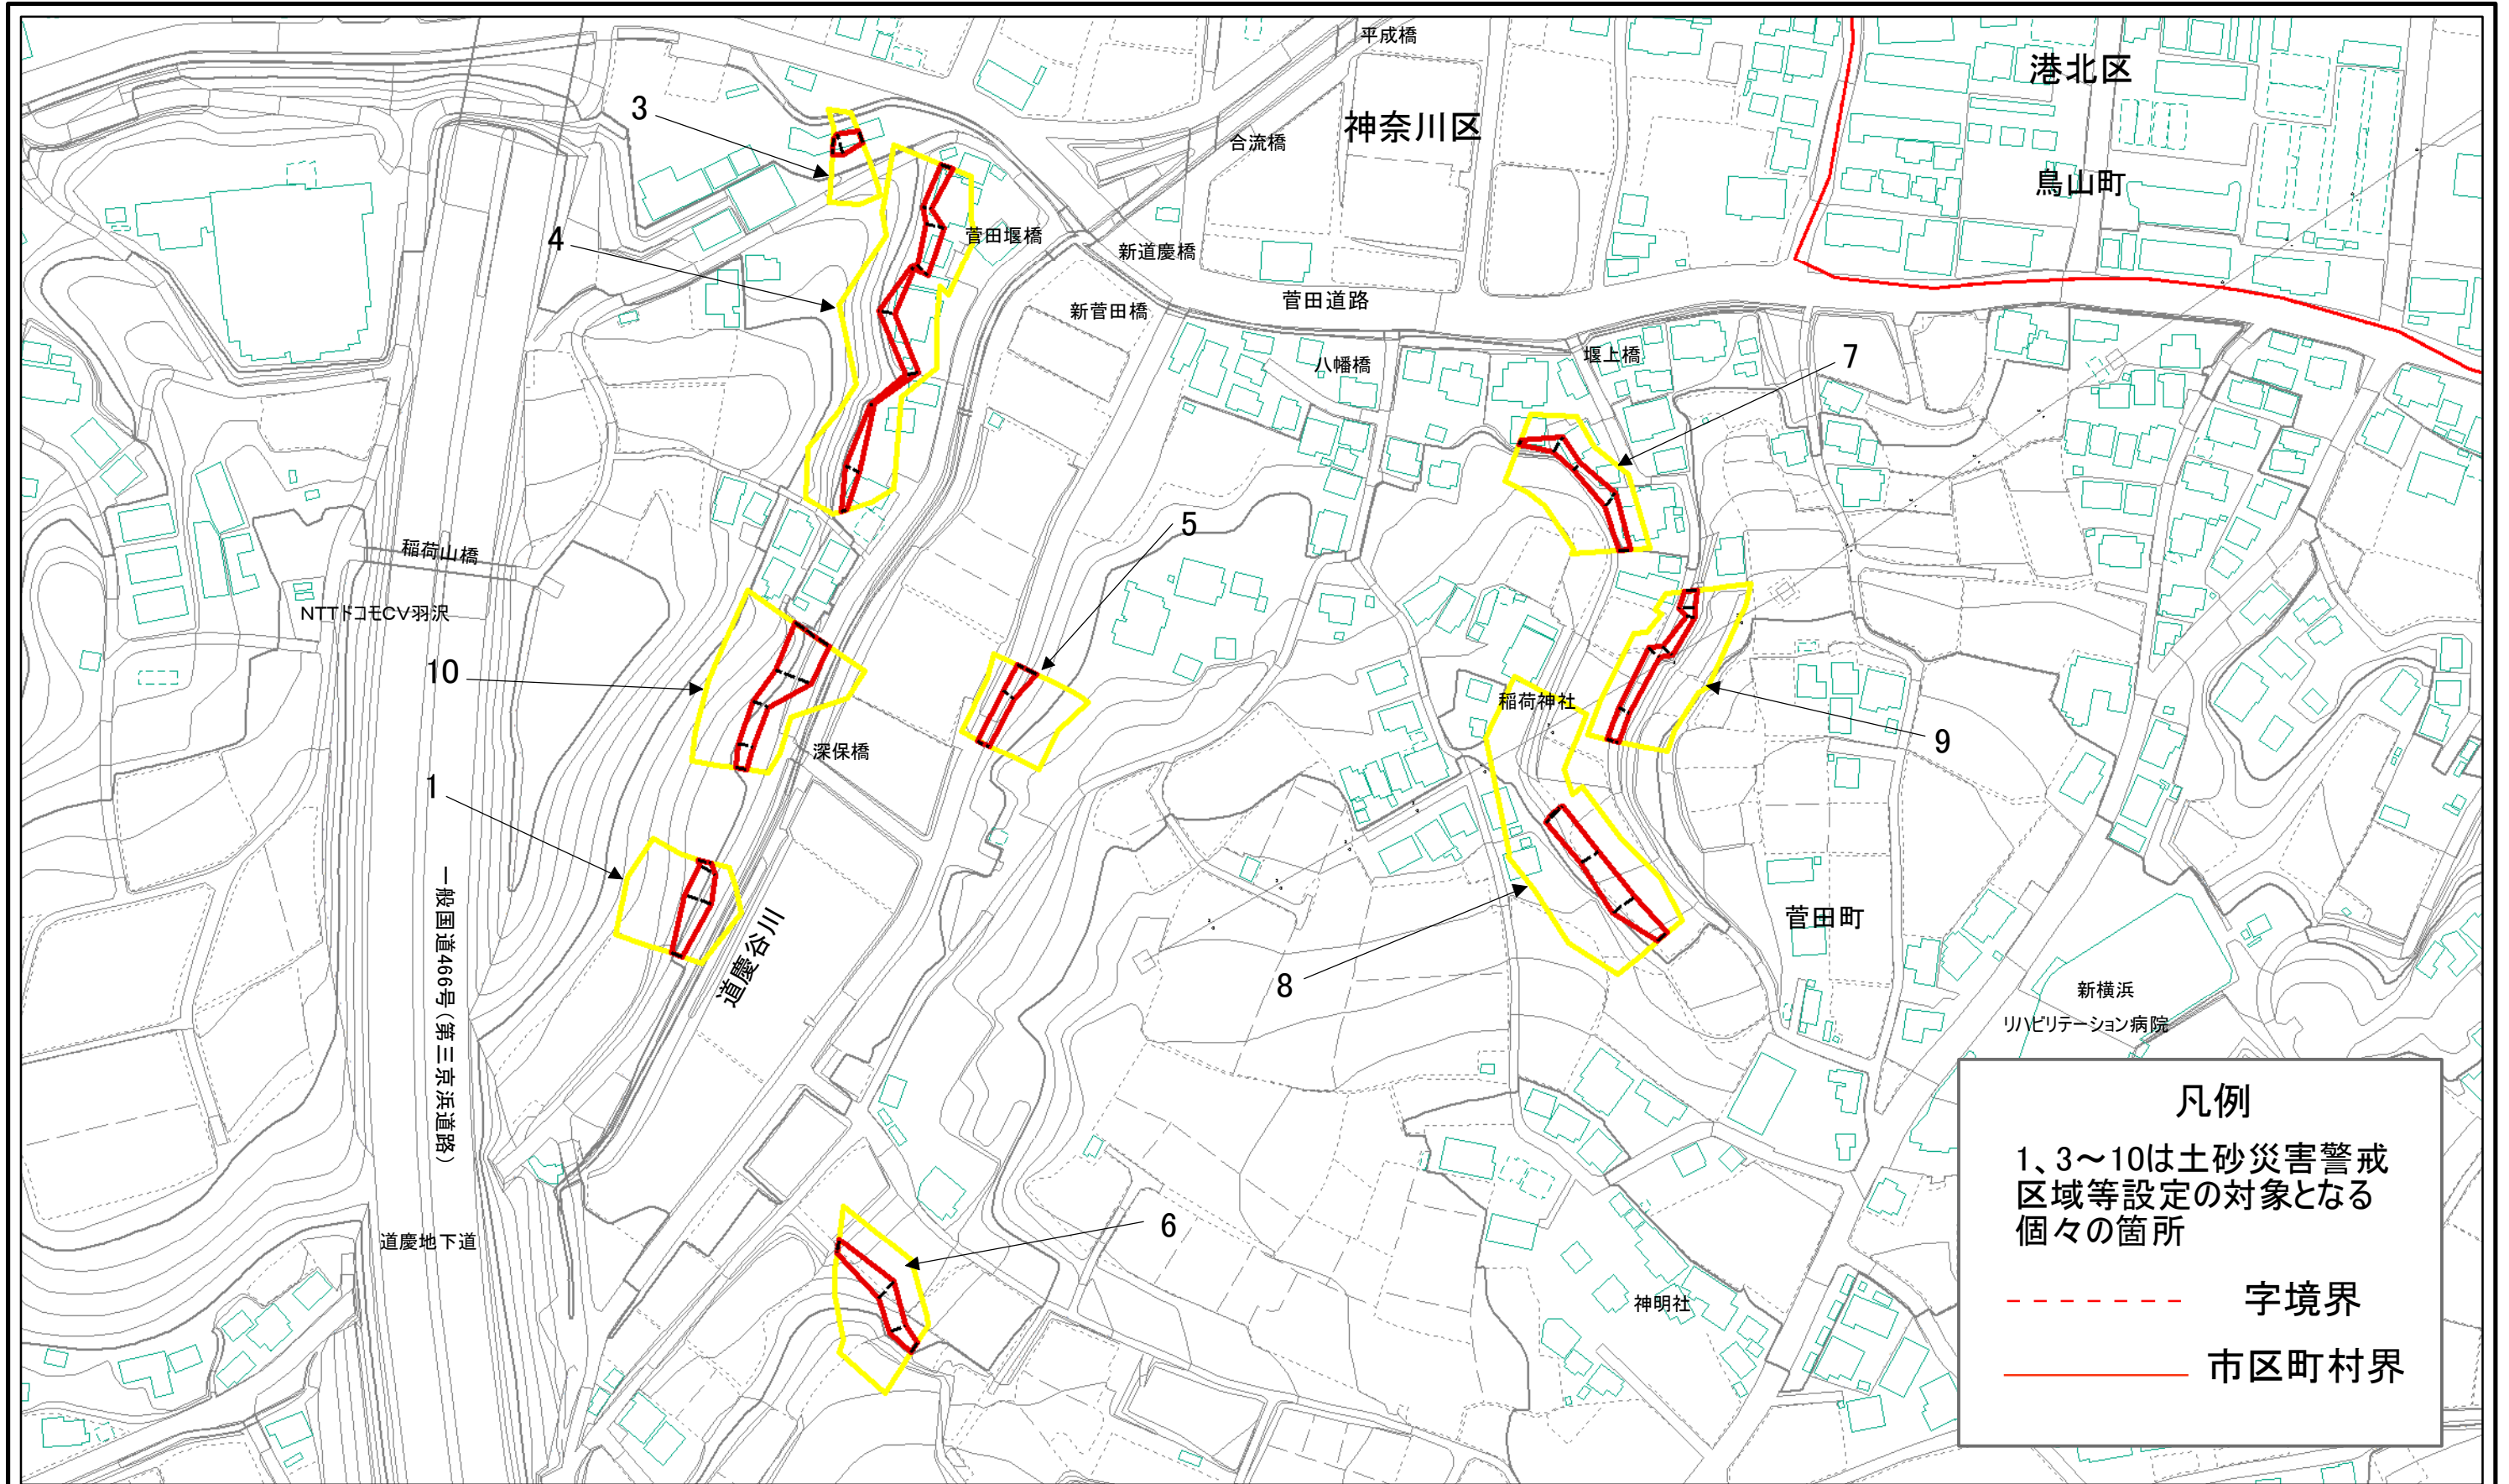 平成橋
港北区
3
神奈川区
合流橋
鳥山町
4
菅田堰橋
新道慶橋
菅田道路
新菅田橋
堰上橋
7
八幡橋
5
稲荷山橋
NTTドコモCV羽沢
10
稲荷神社
9
深保橋
1
一般国道466号(第三京浜道路)
道慶谷川
菅田町
8
新横浜
リハビリテーション病院
6
道慶地下道
神明社
凡例
1、3～10は土砂災害警戒
区域等設定の対象となる
個々の箇所
字境界
市区町村界